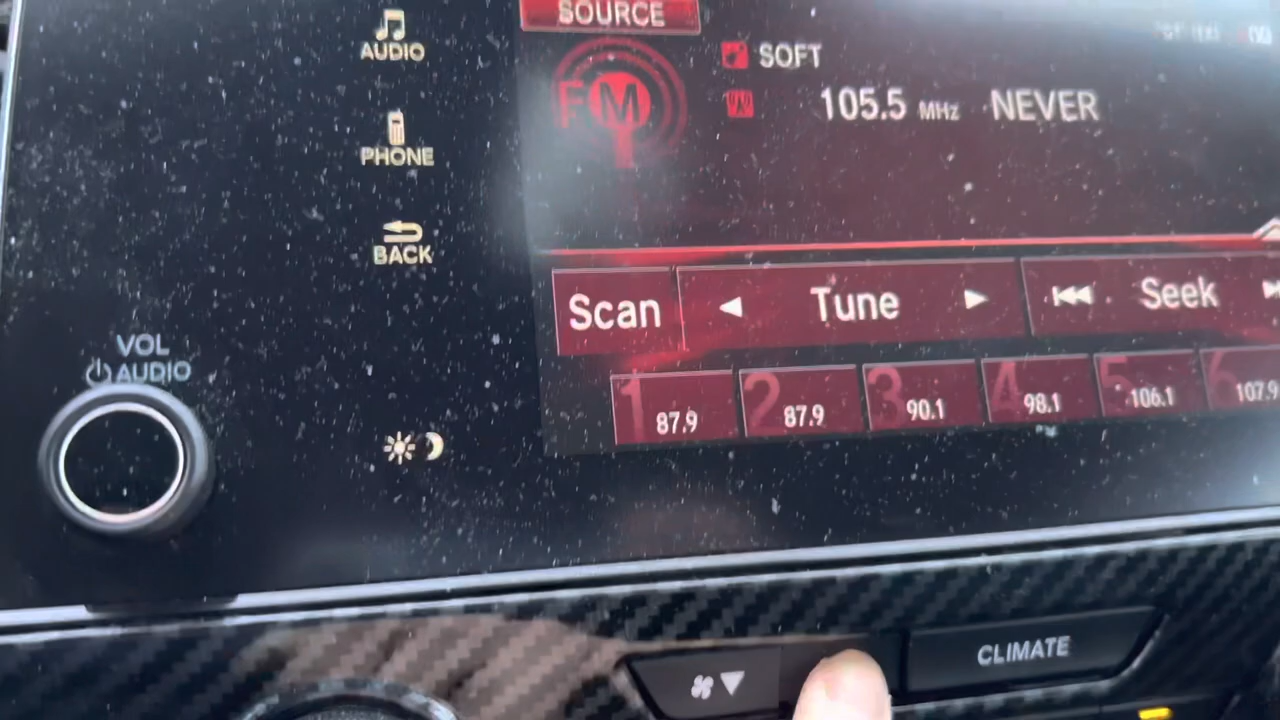 SOURCE
AUDIO
FM
SOFT
105.5 MHz NEVER
PHONE
BACK
Scan Tune Seek
VOL
AUDIO
1 87.9
2 87.9
3 90.1
4 98.1
5 106.1
6 107.9
CLIMATE